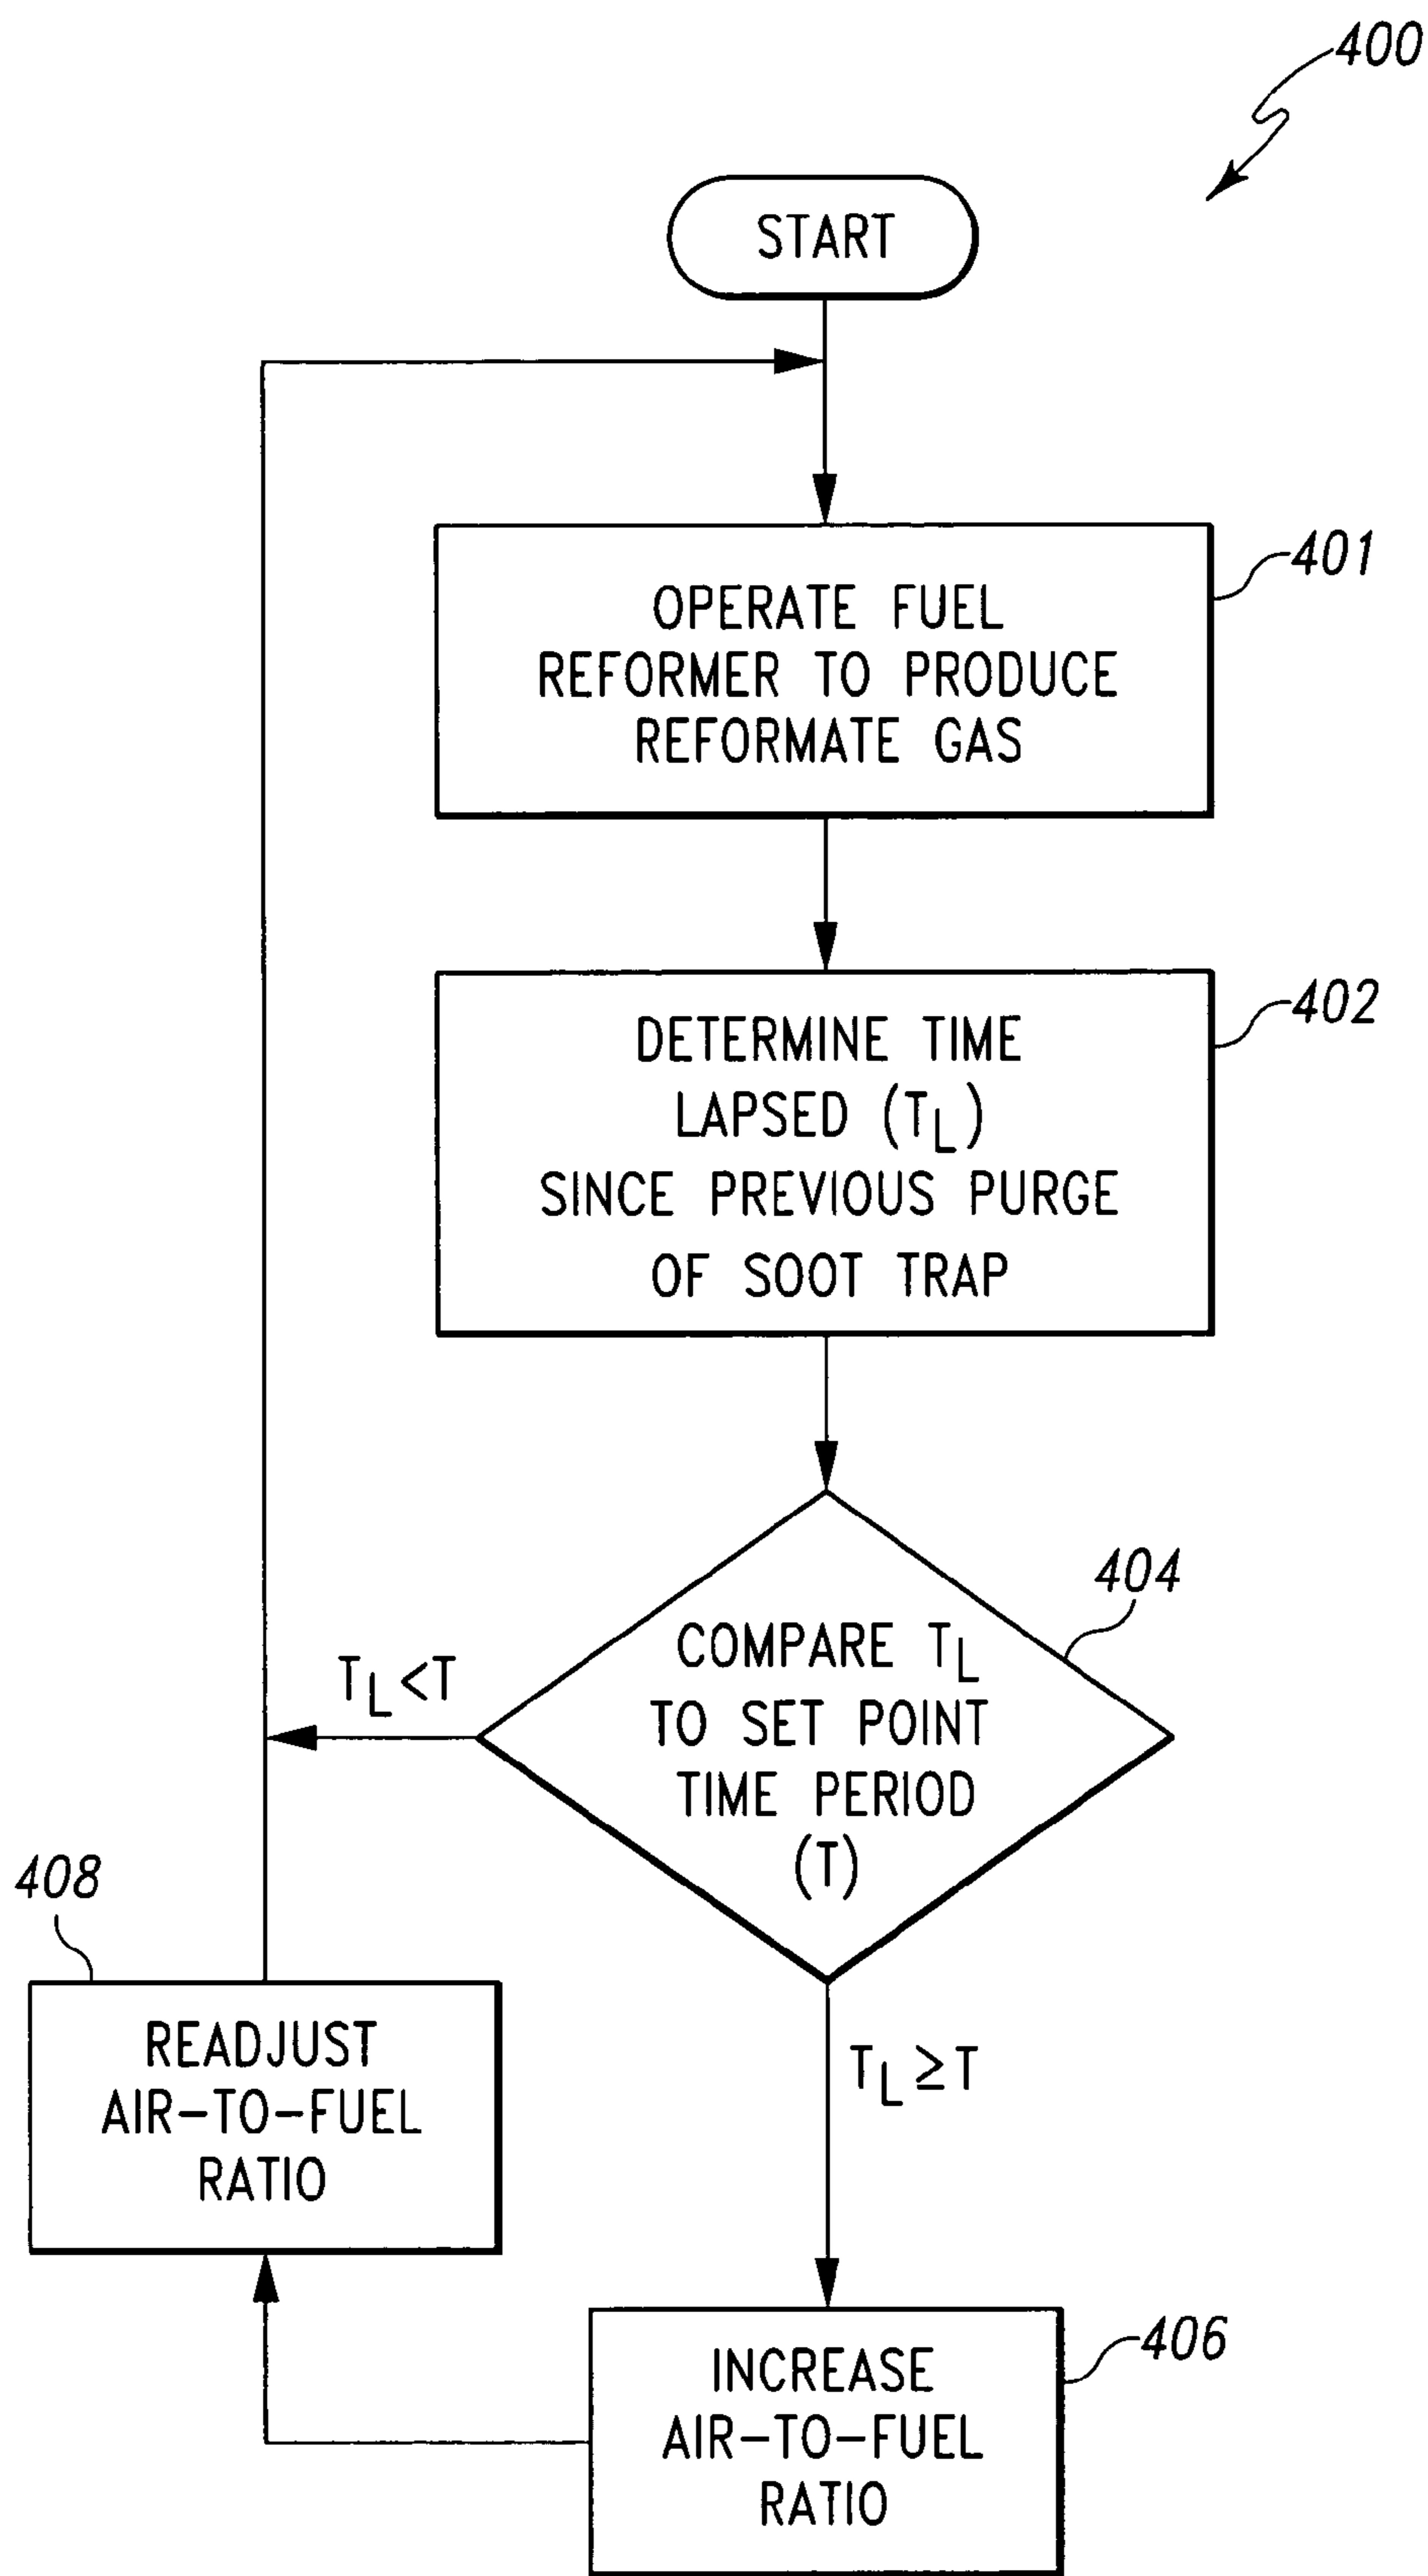 400
START
OPERATE FUEL
REFORMER TO PRODUCE
REFORMATE GAS
401
DETERMINE TIME
LAPSED (TL)
SINCE PREVIOUS PURGE
OF SOOT TRAP
402
COMPARE TL
TO SET POINT
TIME PERIOD
(T)
404
TL<T
TL≥T
408
READJUST
AIR-TO-FUEL
RATIO
INCREASE
AIR-TO-FUEL
RATIO
406